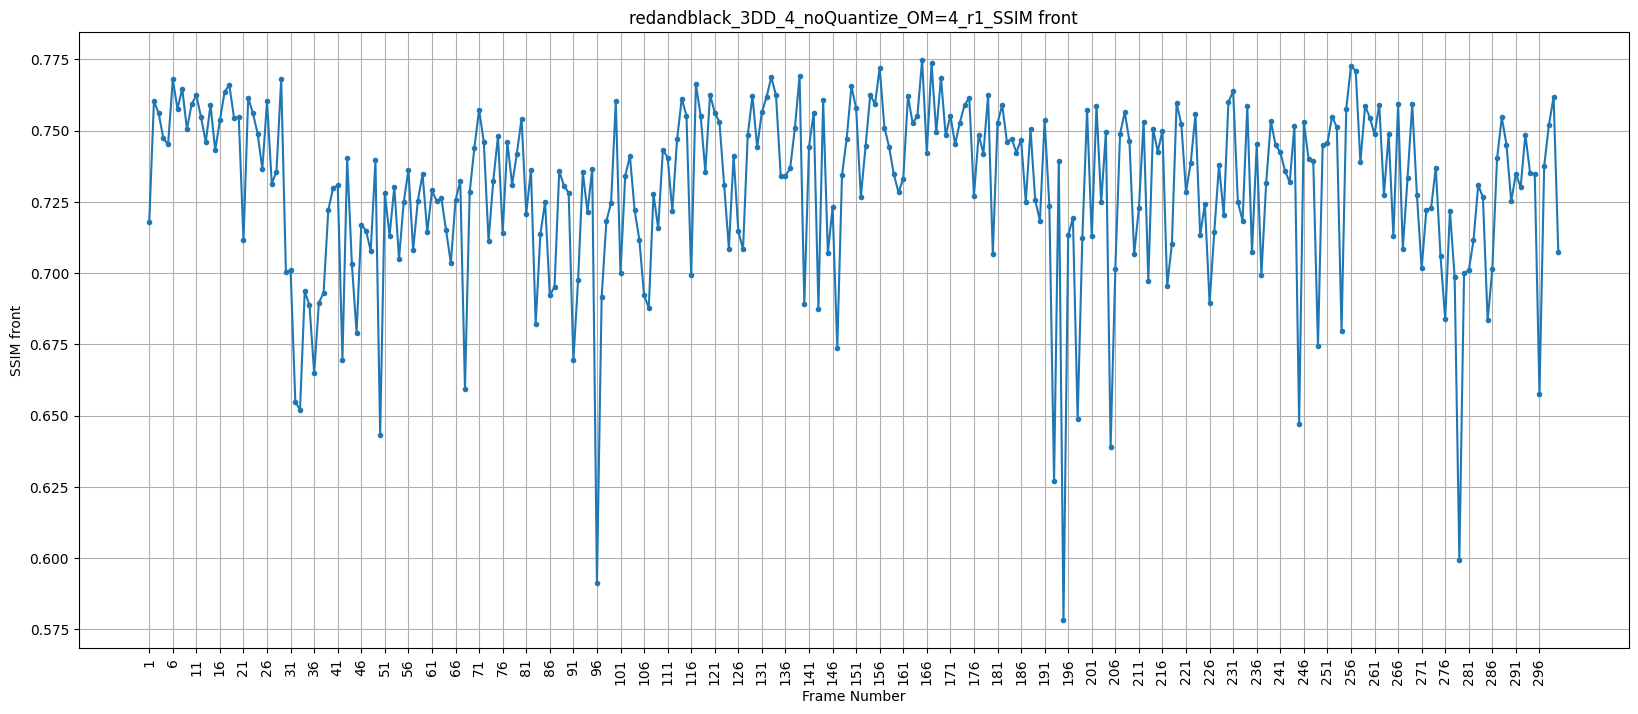 redandblack_3DD_4_noQuantize_OM=4_r1_SSIM front
0.775
0.750
0.725
0.700
0.675
0.650
0.625
0.600
0.575
SSIM front
1 6 11 16 21 26 31 36 41 46 51 56 61 66 71 76 81 86 91 96 101 106 111 116 121 126 131 136 141 146 151 156 161 166 171 176 181 186 191 196 201 206 211 216 221 226 231 236 241 246 251 256 261 266 271 276 281 286 291 296
Frame Number